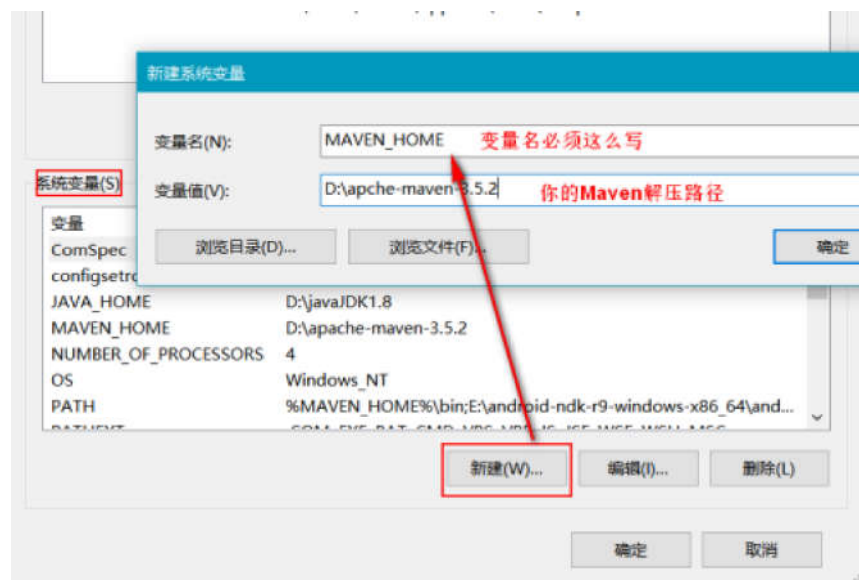 新建系统变量
变量名(N):
MAVEN_HOME
变量名必须这么写
系统变量(S)
变量值(V):
D:\apche-maven-3.5.2
你的Maven解压路径
变量
浏览目录(D)...
浏览文件(F)...
确定
ComSpec
configsetro
JAVA_HOME D:\javaJDK1.8
MAVEN_HOME D:\apache-maven-3.5.2
NUMBER_OF_PROCESSORS 4
OS Windows_NT
PATH %MAVEN_HOME%\bin;E:\android-ndk-r9-windows-x86_64\and...
新建(W)...
编辑(I)...
删除(L)
确定
取消